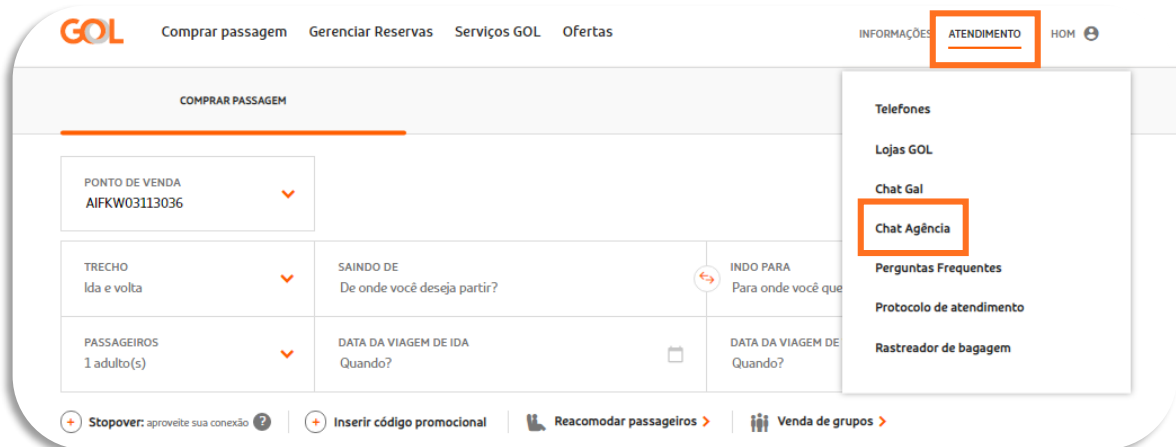 GOL Comprar passagem Gerenciar Reservas Serviços GOL Ofertas INFORMAÇÕES ATENDIMENTO HOM
COMPRAR PASSAGEM
Telefones
Lojas GOL
Chat Gal
Chat Agência
Perguntas Frequentes
Protocolo de atendimento
Rastreador de bagagem
PONTO DE VENDA
AIFKW03113036
TRECHO
Ida e volta
SAINDO DE
De onde você deseja partir?
INDO PARA
Para onde você que
PASSAGEIROS
1 adulto(s)
DATA DA VIAGEM DE IDA
Quando?
DATA DA VIAGEM DE
Quando?
+ Stopover: aproveite sua conexão ? + Inserir código promocional Reacomodar passageiros > Venda de grupos >